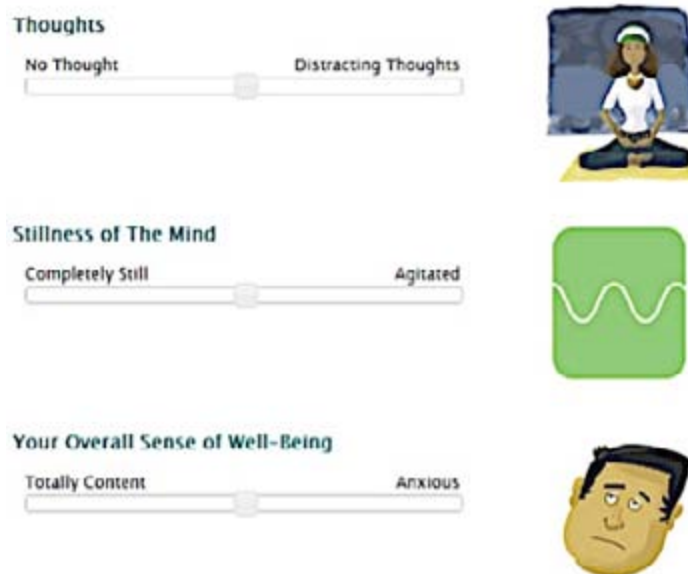 Thoughts
No Thought Distracting Thoughts
Stillness of The Mind
Completely Still Agitated
Your Overall Sense of Well-Being
Totally Content Anxious